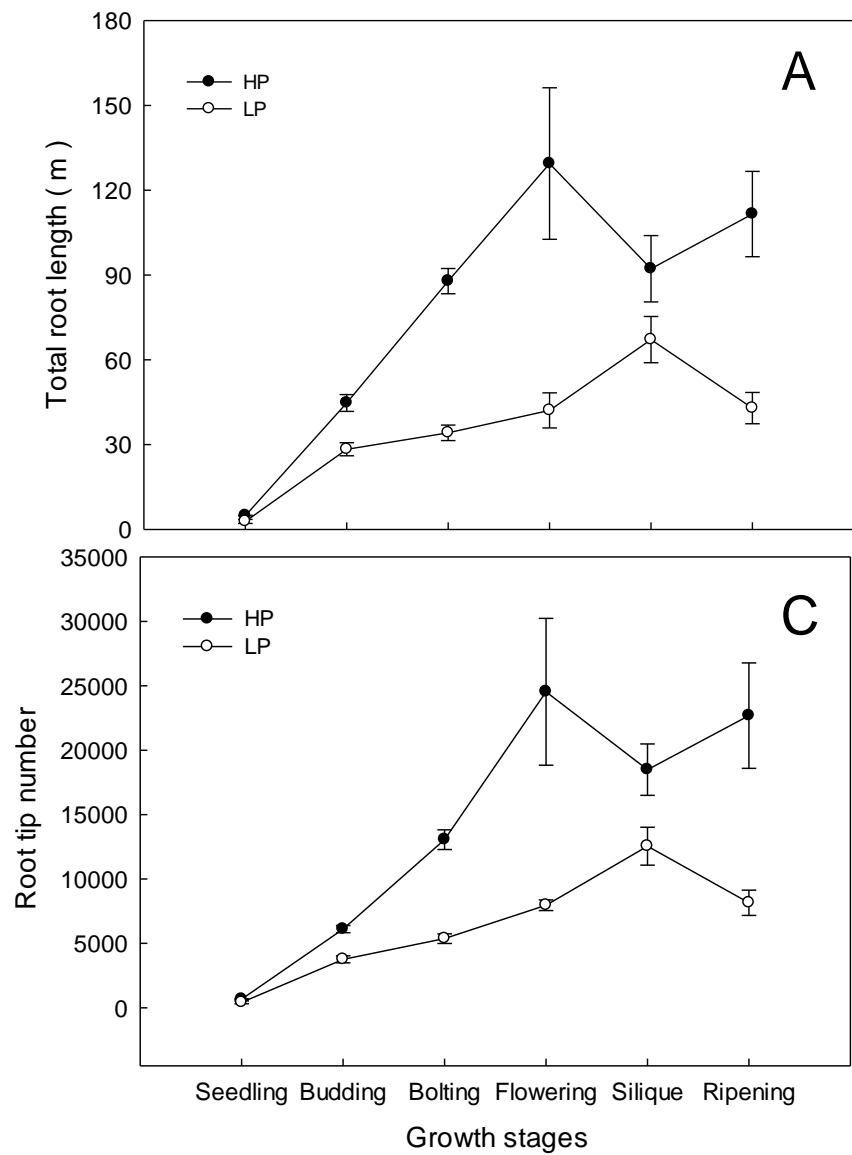 180
150
120
90
60
30
0
Total root length ( m )
HP
LP
A
35000
30000
25000
20000
15000
10000
5000
0
Root tip number
HP
LP
C
Seedling Budding Bolting Flowering Silique Ripening
Growth stages